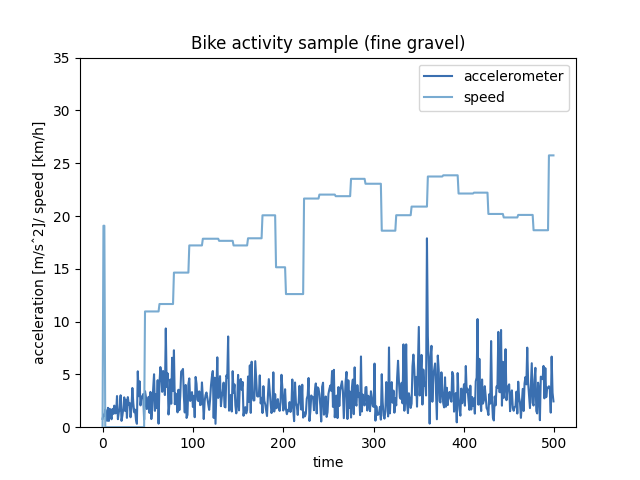 Bike activity sample (fine gravel)
accelerometer
speed
acceleration [m/s^2]/ speed [km/h]
35
30
25
20
15
10
5
0
0 100 200 300 400 500
time